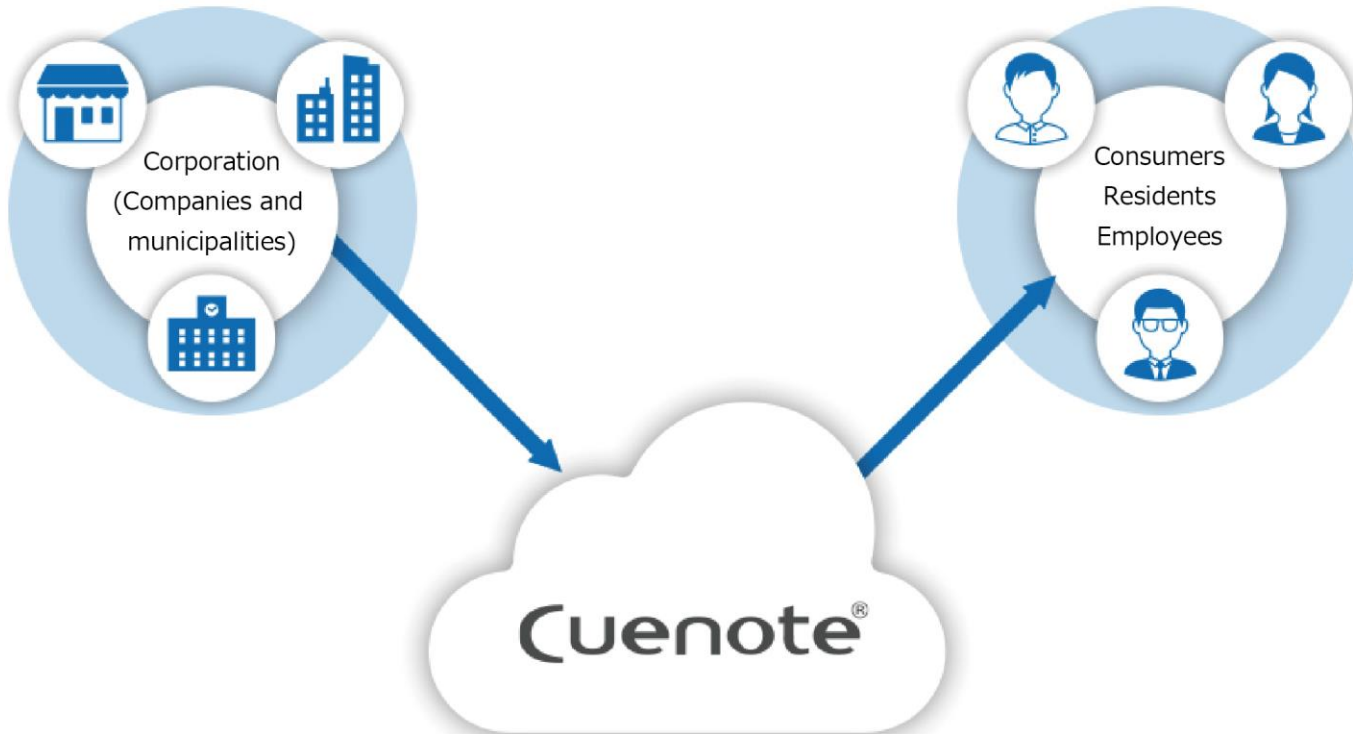 Corporation
(Companies and
municipalities)
Consumers
Residents
Employees
Cuenote®